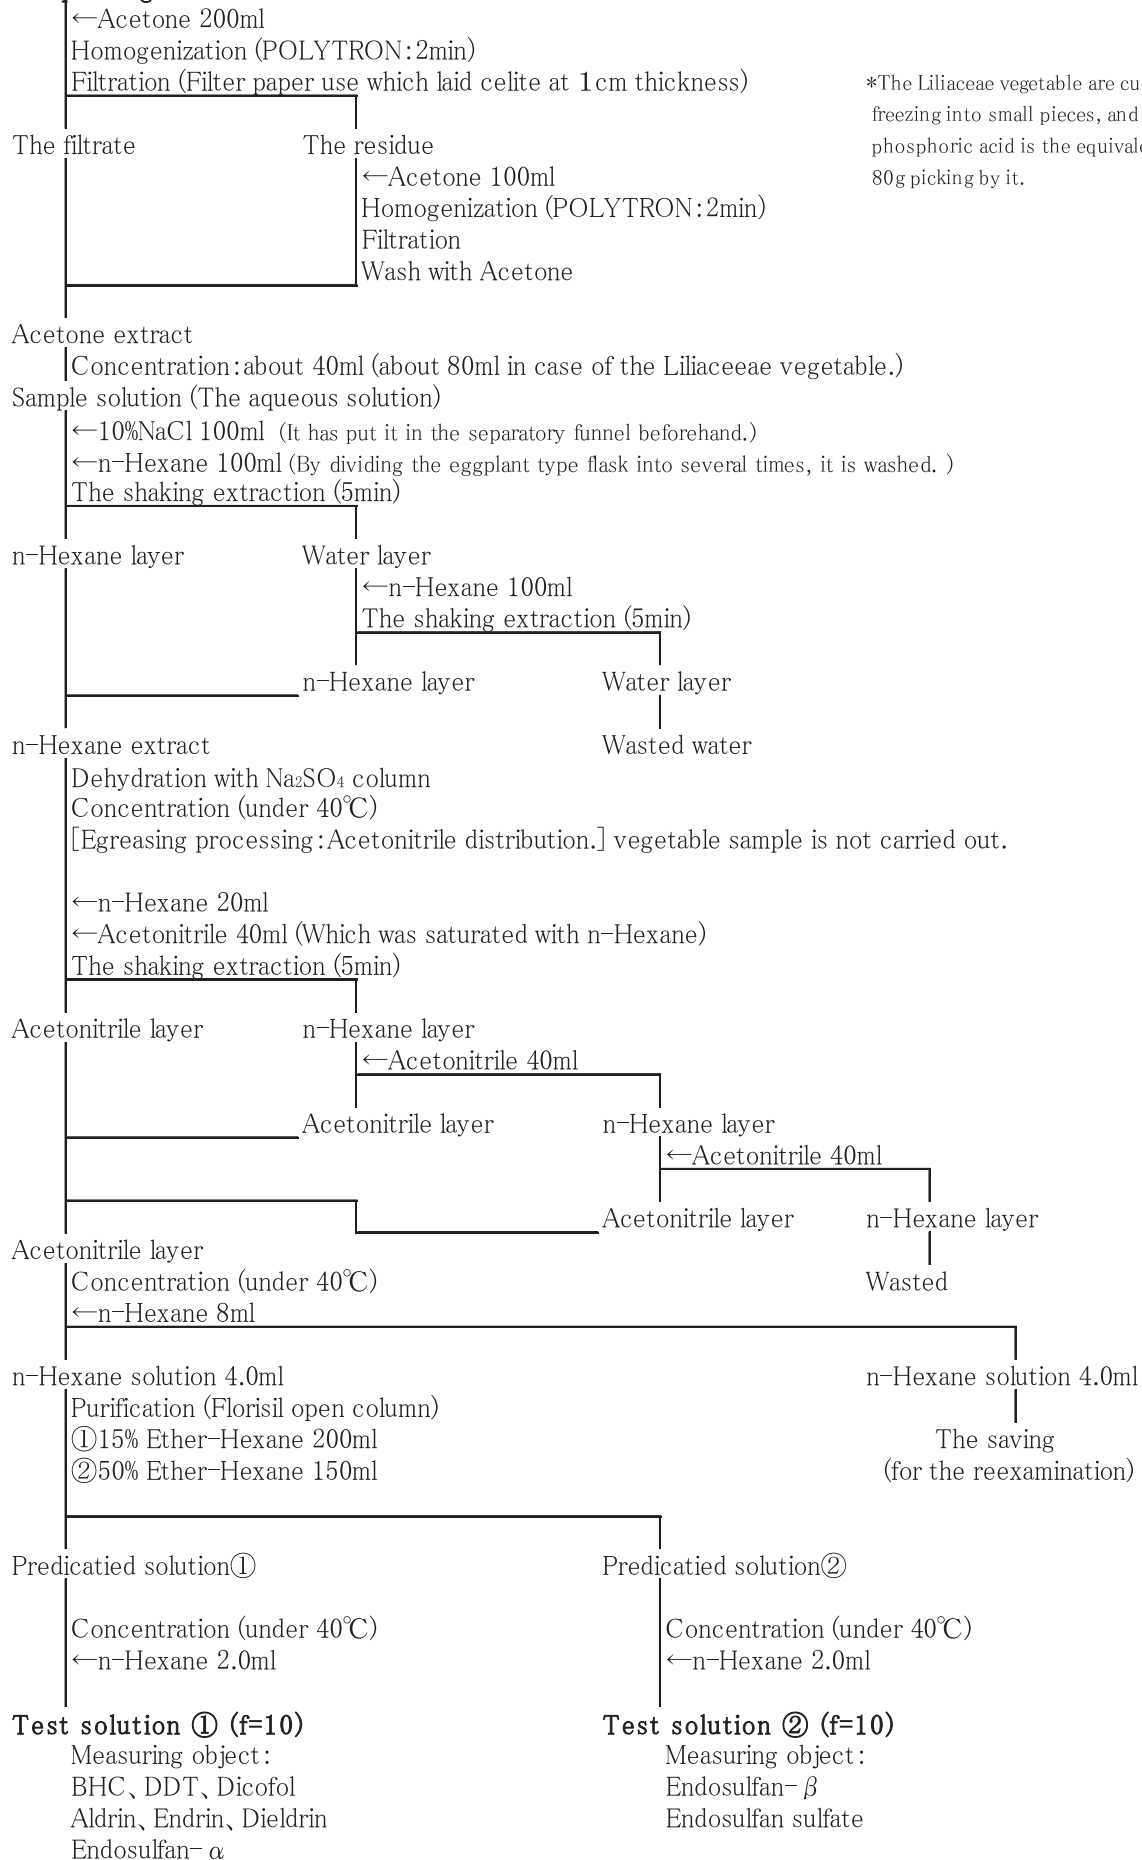 ←Acetone 200ml
Homogenization (POLYTRON:2min)
Filtration (Filter paper use which laid celite at 1cm thickness)
*The Liliaceae vegetable are cu
freezing into small pieces, and
phosphoric acid is the equivale
80g picking by it.
The filtrate
The residue
←Acetone 100ml
Homogenization (POLYTRON:2min)
Filtration
Wash with Acetone
Acetone extract
Concentration:about 40ml (about 80ml in case of the Liliaceeae vegetable.)
Sample solution (The aqueous solution)
←10%NaCl 100ml (It has put it in the separatory funnel beforehand.)
←n-Hexane 100ml (By dividing the eggplant type flask into several times, it is washed. )
The shaking extraction (5min)
n-Hexane layer
Water layer
←n-Hexane 100ml
The shaking extraction (5min)
n-Hexane layer
Water layer
n-Hexane extract
Wasted water
Dehydration with Na₂SO₄ column
Concentration (under 40℃)
[Egreasing processing:Acetonitrile distribution.] vegetable sample is not carried out.
←n-Hexane 20ml
←Acetonitrile 40ml (Which was saturated with n-Hexane)
The shaking extraction (5min)
Acetonitrile layer
n-Hexane layer
←Acetonitrile 40ml
Acetonitrile layer
n-Hexane layer
←Acetonitrile 40ml
Acetonitrile layer
n-Hexane layer
Acetonitrile layer
Concentration (under 40℃)
Wasted
←n-Hexane 8ml
n-Hexane solution 4.0ml
n-Hexane solution 4.0ml
Purification (Florisil open column)
①15% Ether-Hexane 200ml
The saving
②50% Ether-Hexane 150ml
(for the reexamination)
Predicatied solution①
Predicatied solution②
Concentration (under 40℃)
Concentration (under 40℃)
←n-Hexane 2.0ml
←n-Hexane 2.0ml
Test solution ① (f=10)
Test solution ② (f=10)
Measuring object:
Measuring object:
BHC、DDT、Dicofol
Endosulfan-β
Aldrin、Endrin、Dieldrin
Endosulfan sulfate
Endosulfan-α